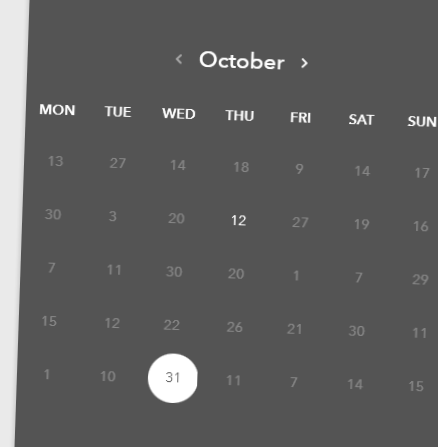 ‹ October ›
MON TUE WED THU FRI SAT SUN
13 27 14 18 9 14 17
30 3 20 12 27 19 16
7 11 30 20 1 7 29
15 12 22 26 21 30 11
1 10 31 11 7 14 15